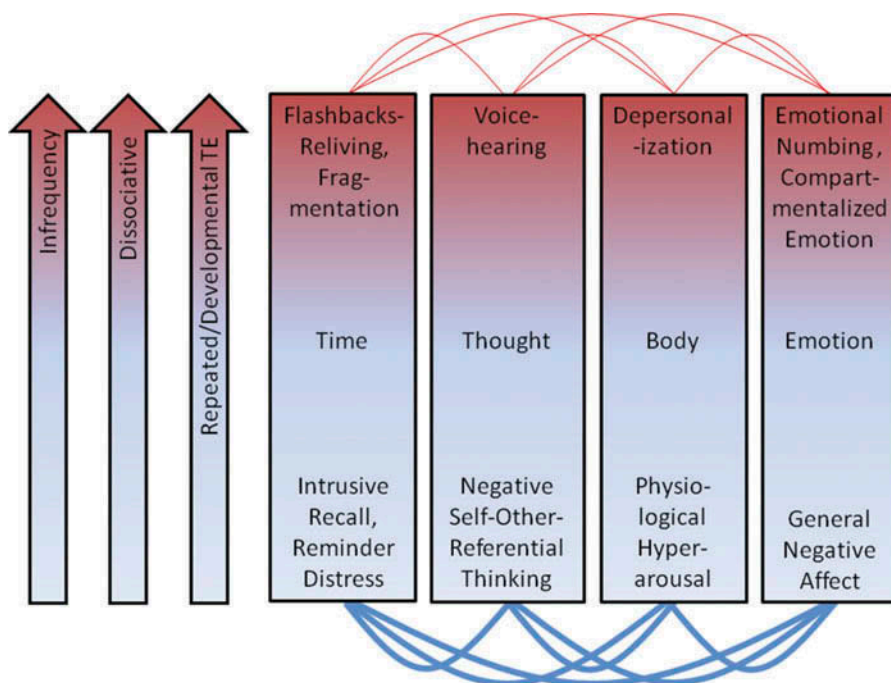 Infrequency
Dissociative
Repeated/Developmental TE
Flashbacks-
Reliving,
Frag-
mentation
Time
Intrusive
Recall,
Reminder
Distress
Voice-
hearing
Thought
Negative
Self-Other-
Referential
Thinking
Depersonal
-ization
Body
Physio-
logical
Hyper-
arousal
Emotional
Numbing,
Compart-
mentalized
Emotion
Emotion
General
Negative
Affect